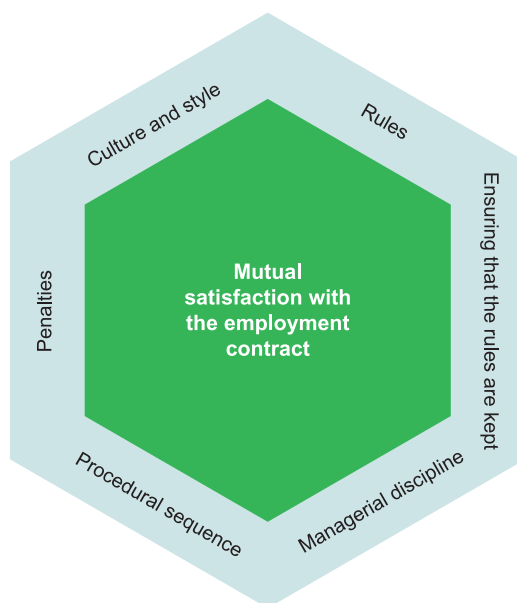 Culture and style
Rules
Ensuring that the rules are kept
Managerial discipline
Procedural sequence
Penalties
Mutual
satisfaction with
the employment
contract